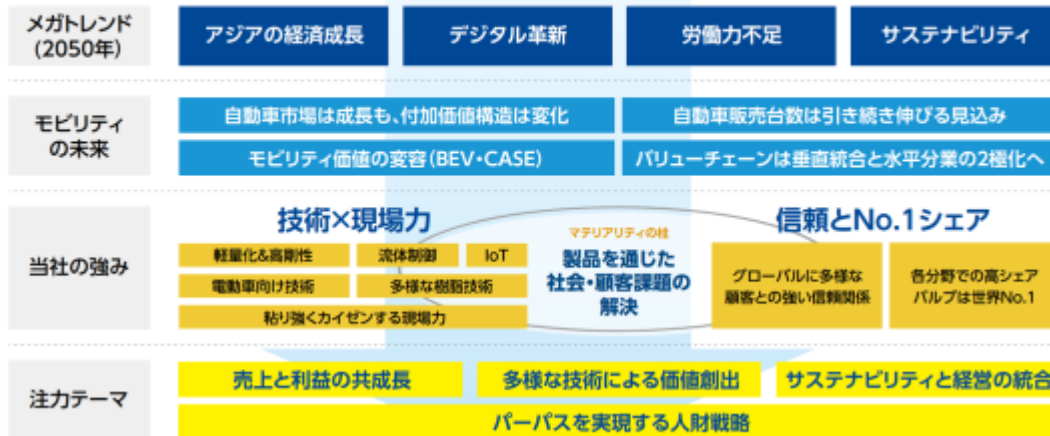 メガトレンド
(2050年)
アジアの経済成長
デジタル革新
労働力不足
サステナビリティ
モビリティ
の未来
自動車市場は成長も、付加価値構造は変化
自動車販売台数は引き続き伸びる見込み
モビリティ価値の変容(BEV・CASE)
バリューチェーンは垂直統合と水平分業の2極化へ
当社の強み
技術×現場力
軽量化&高剛性
流体制御
IoT
電動車向け技術
多様な樹脂技術
粘り強くカイゼンする現場力
マテリアリティの柱
製品を通じた
社会・顧客課題の
解決
信頼とNo.1シェア
グローバルに多様な
顧客との強い信頼関係
各分野での高シェア
バルブは世界No.1
注力テーマ
売上と利益の共成長
多様な技術による価値創出
サステナビリティと経営の統合
パーパスを実現する人財戦略